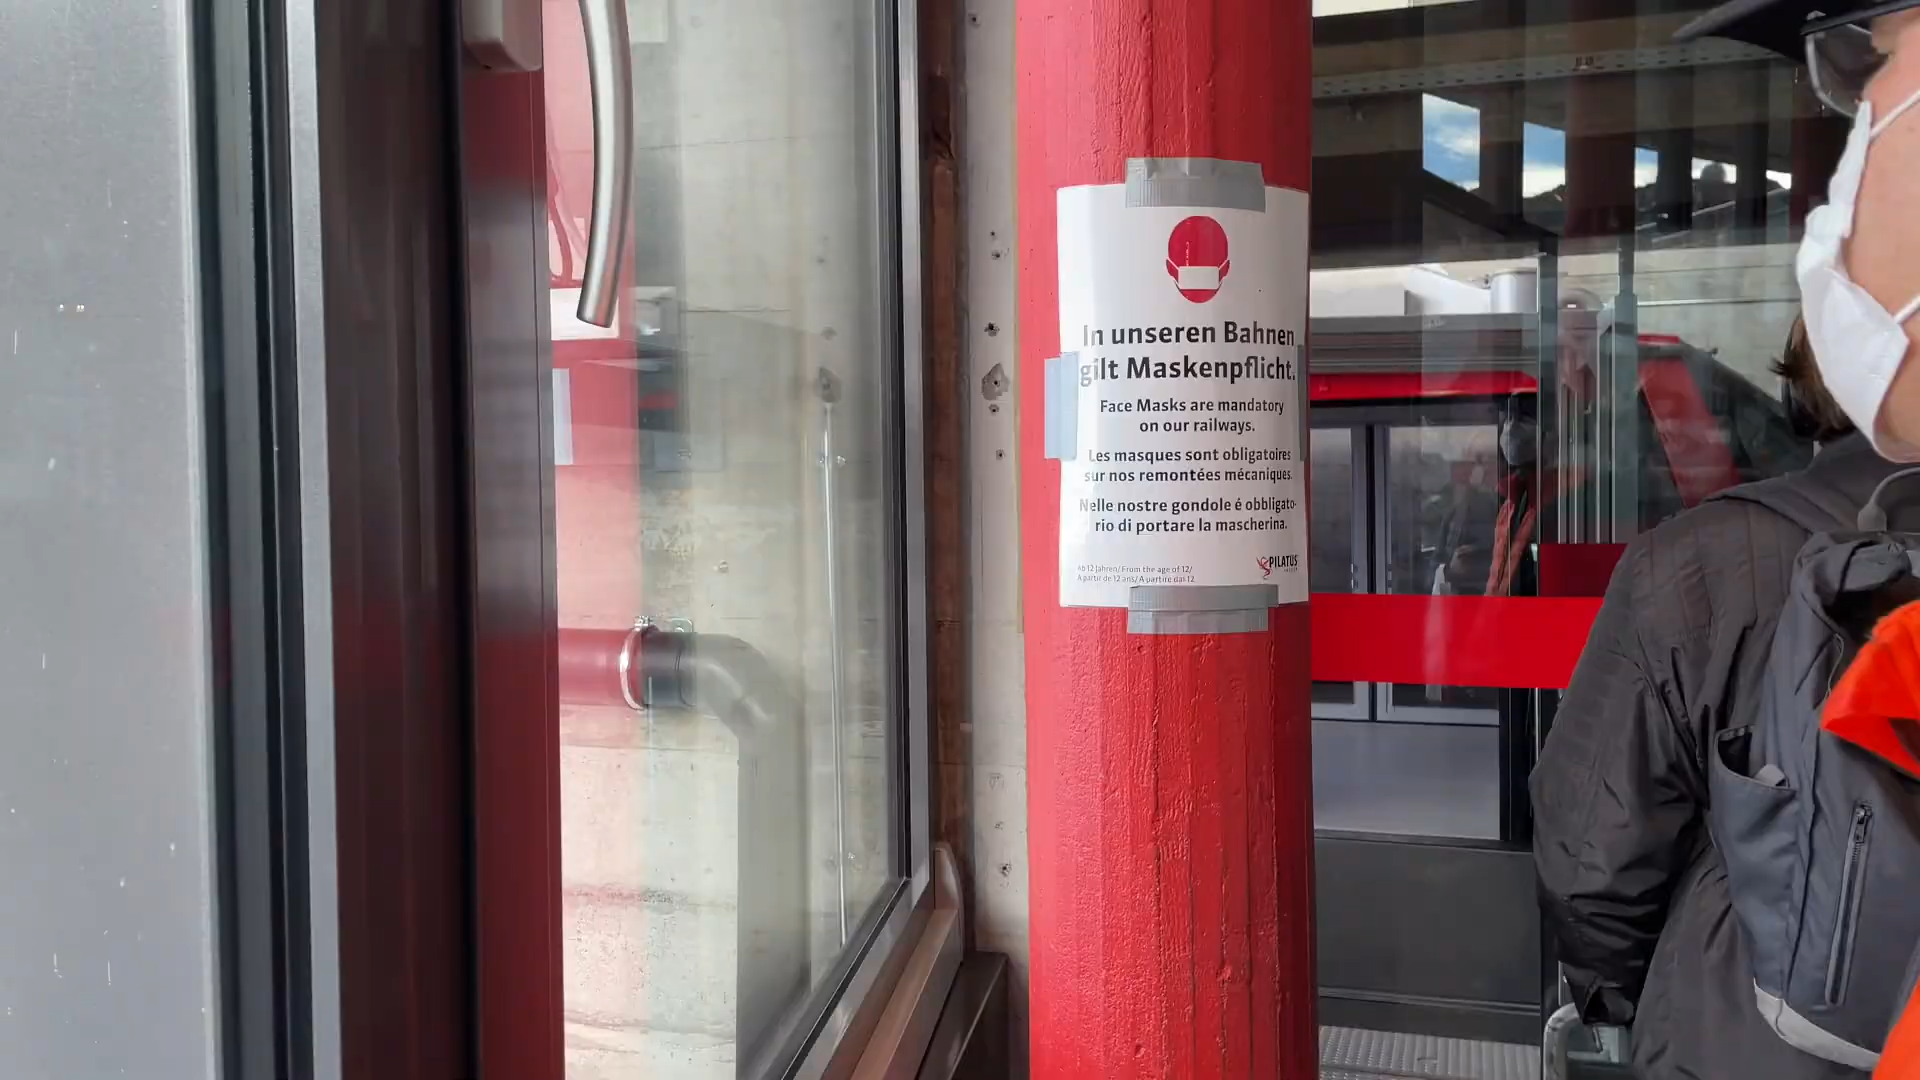 In unseren Bahnen
gilt Maskenpflicht.
Face Masks are mandatory
on our railways.
Les masques sont obligatoires
sur nos remontées mécaniques.
Nelle nostre gondole é obbligato-
rio di portare la mascherina.
Ab 12 Jahren/ From the age of 12/
A partir de 12 ans/ A partire dai 12
PILATUS